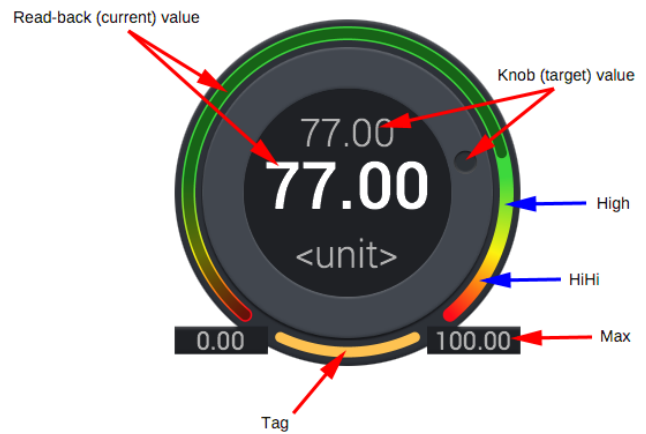 Read-back (current) value
Knob (target) value
77.00
77.00
<unit>
High
HiHi
0.00
100.00
Max
Tag